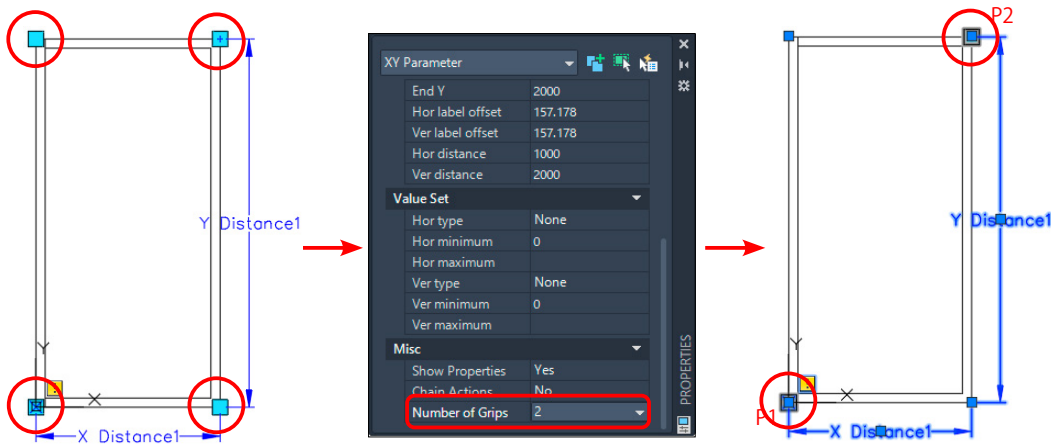 Y Distance1
Y
X
X Distance1
XY Parameter
End Y 2000
Hor label offset 157.178
Ver label offset 157.178
Hor distance 1000
Ver distance 2000
Value Set
Hor type None
Hor minimum 0
Hor maximum
Ver type None
Ver minimum 0
Ver maximum
Misc
Show Properties Yes
Chain Actions No
Number of Grips 2
PROPERTIES
P2
Y Distance1
Y
X
P1
X Distance1